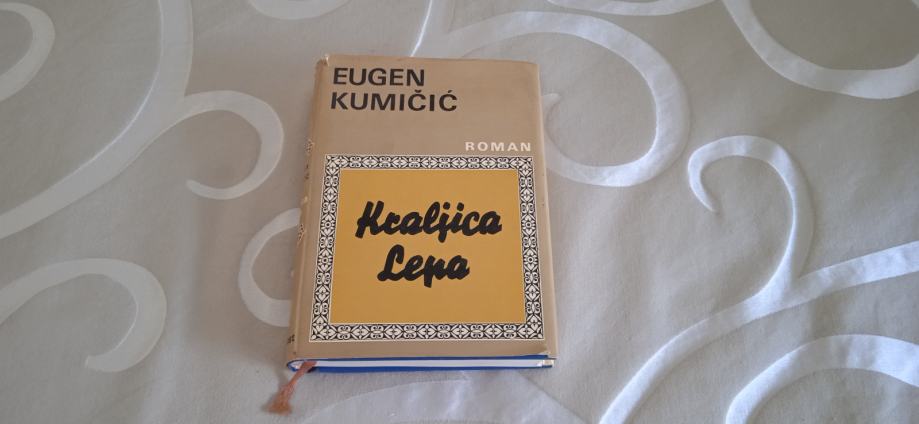 EUGEN
KUMIČIĆ
ROMAN
Kraljica
Lepa